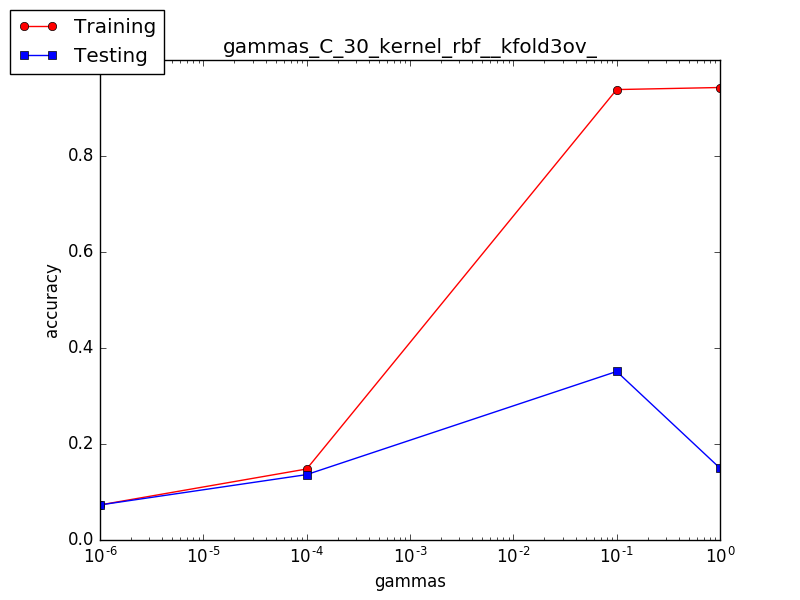 Training
Testing
gammas_C_30_kernel_rbf__kfold3ov_
accuracy
0.8
0.6
0.4
0.2
0.0
10^-6 10^-5 10^-4 10^-3 10^-2 10^-1 10^0
gammas